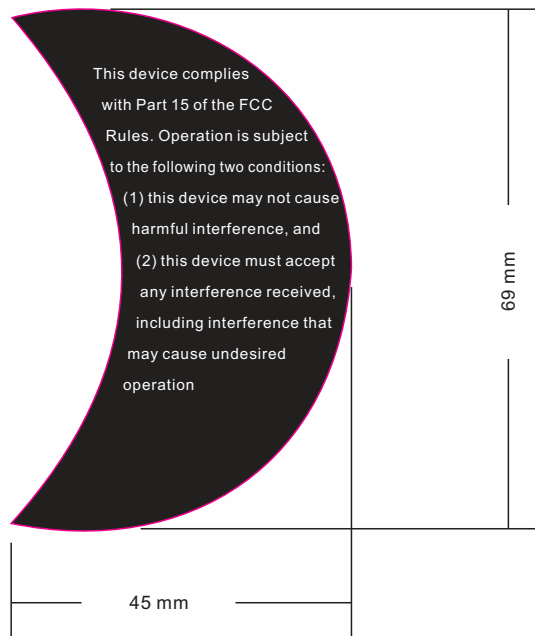 This device complies
with Part 15 of the FCC
Rules. Operation is subject
to the following two conditions:
(1) this device may not cause
harmful interference, and
(2) this device must accept
any interference received,
including interference that
may cause undesired
operation
69 mm
45 mm